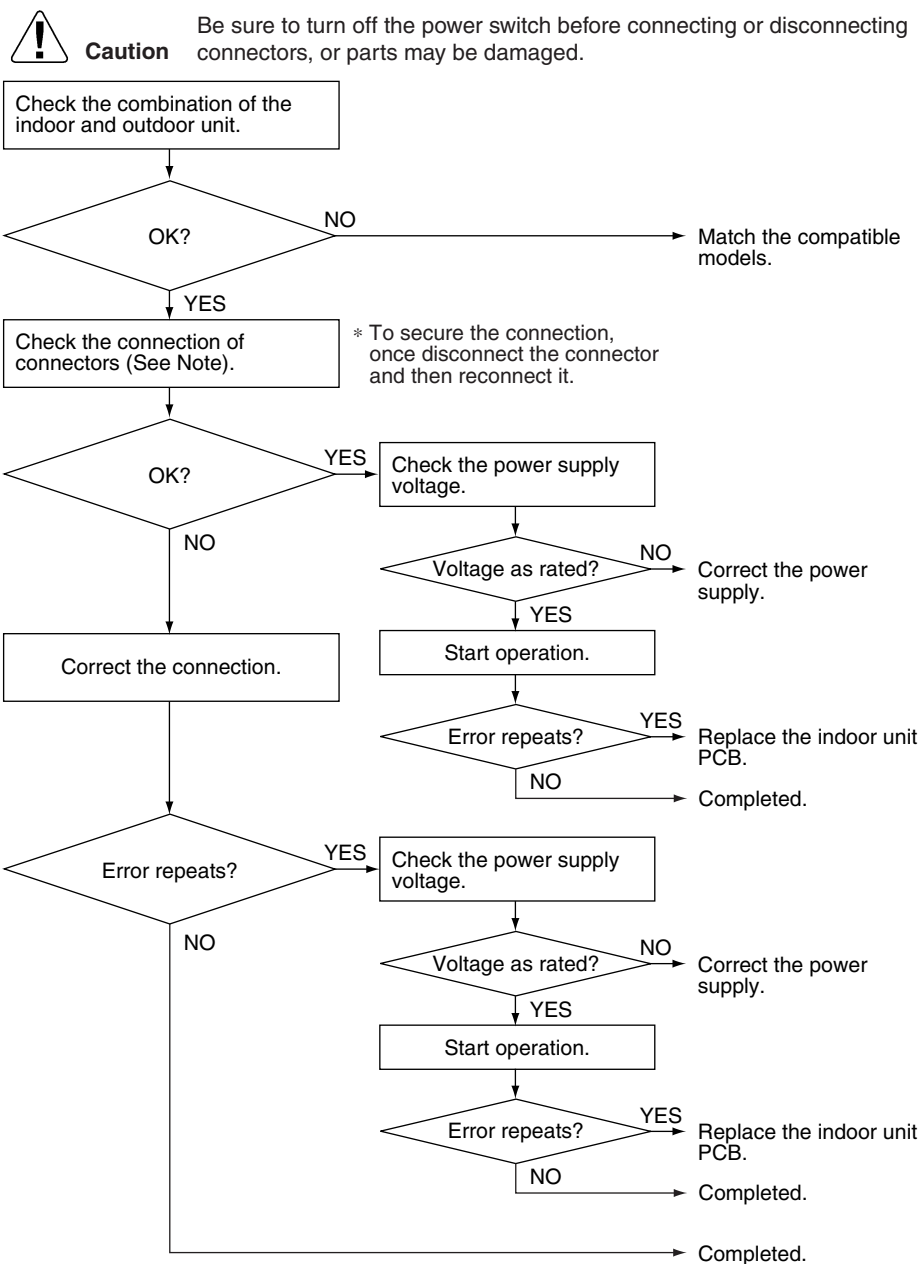 Caution
Be sure to turn off the power switch before connecting or disconnecting
connectors, or parts may be damaged.
Check the combination of the
indoor and outdoor unit.
OK?
NO
Match the compatible
models.
YES
Check the connection of
connectors (See Note).
* To secure the connection,
once disconnect the connector
and then reconnect it.
OK?
YES
Check the power supply
voltage.
NO
Voltage as rated?
NO
Correct the power
supply.
YES
Correct the connection.
Start operation.
Error repeats?
YES
Replace the indoor unit
PCB.
NO
Completed.
Error repeats?
YES
Check the power supply
voltage.
NO
Voltage as rated?
NO
Correct the power
supply.
YES
Start operation.
Error repeats?
YES
Replace the indoor unit
PCB.
NO
Completed.
Completed.